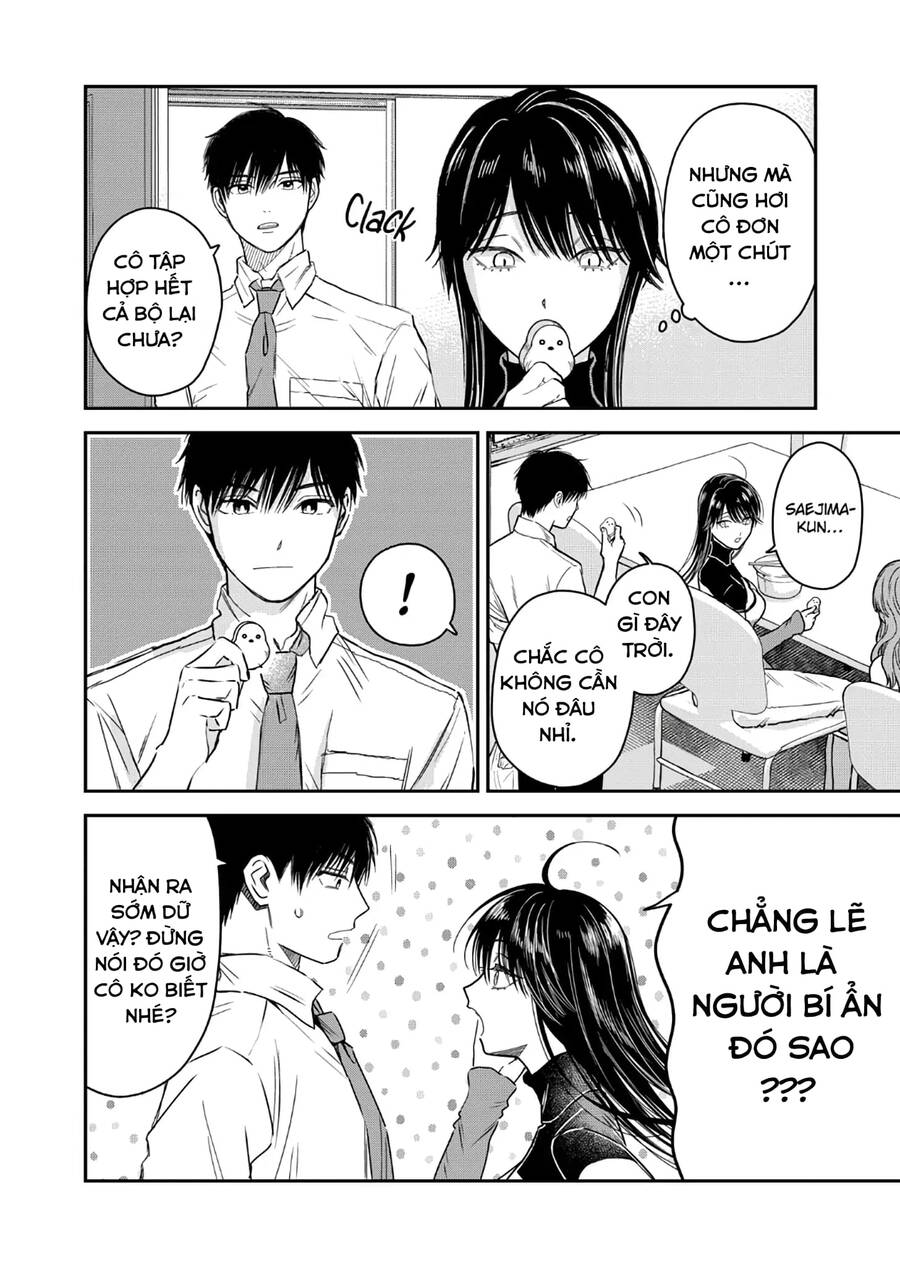 NHƯNG MÀ
CŨNG HƠI
CÔ ĐƠN
MỘT CHÚT
...
Clack
CÔ TẬP
HỢP HẾT
CẢ BỘ LẠI
CHƯA?
SAEJIMA-
KUN...
CON
GÌ ĐÂY
TRỜI.
CHẮC CÔ
KHÔNG CẦN
NÓ ĐÂU
NHỈ.
!
CHẲNG LẼ
ANH LÀ
NGƯỜI BÍ ẨN
ĐÓ SAO
???
NHẬN RA
SỚM DỮ
VẬY? ĐỪNG
NÓI ĐÓ GIỜ
CÔ KO BIẾT
NHÉ?